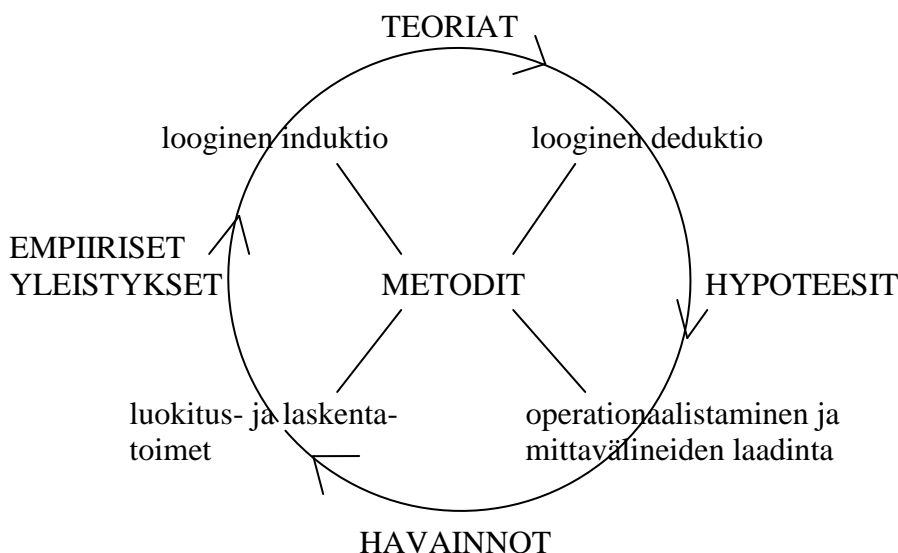 TEORIAT
looginen induktio
looginen deduktio
EMPIIRISET
YLEISTYKSET
METODIT
HYPOTEESIT
luokitus- ja laskenta-
toimet
operationaalistaminen ja
mittavälineiden laadinta
HAVAINNOT